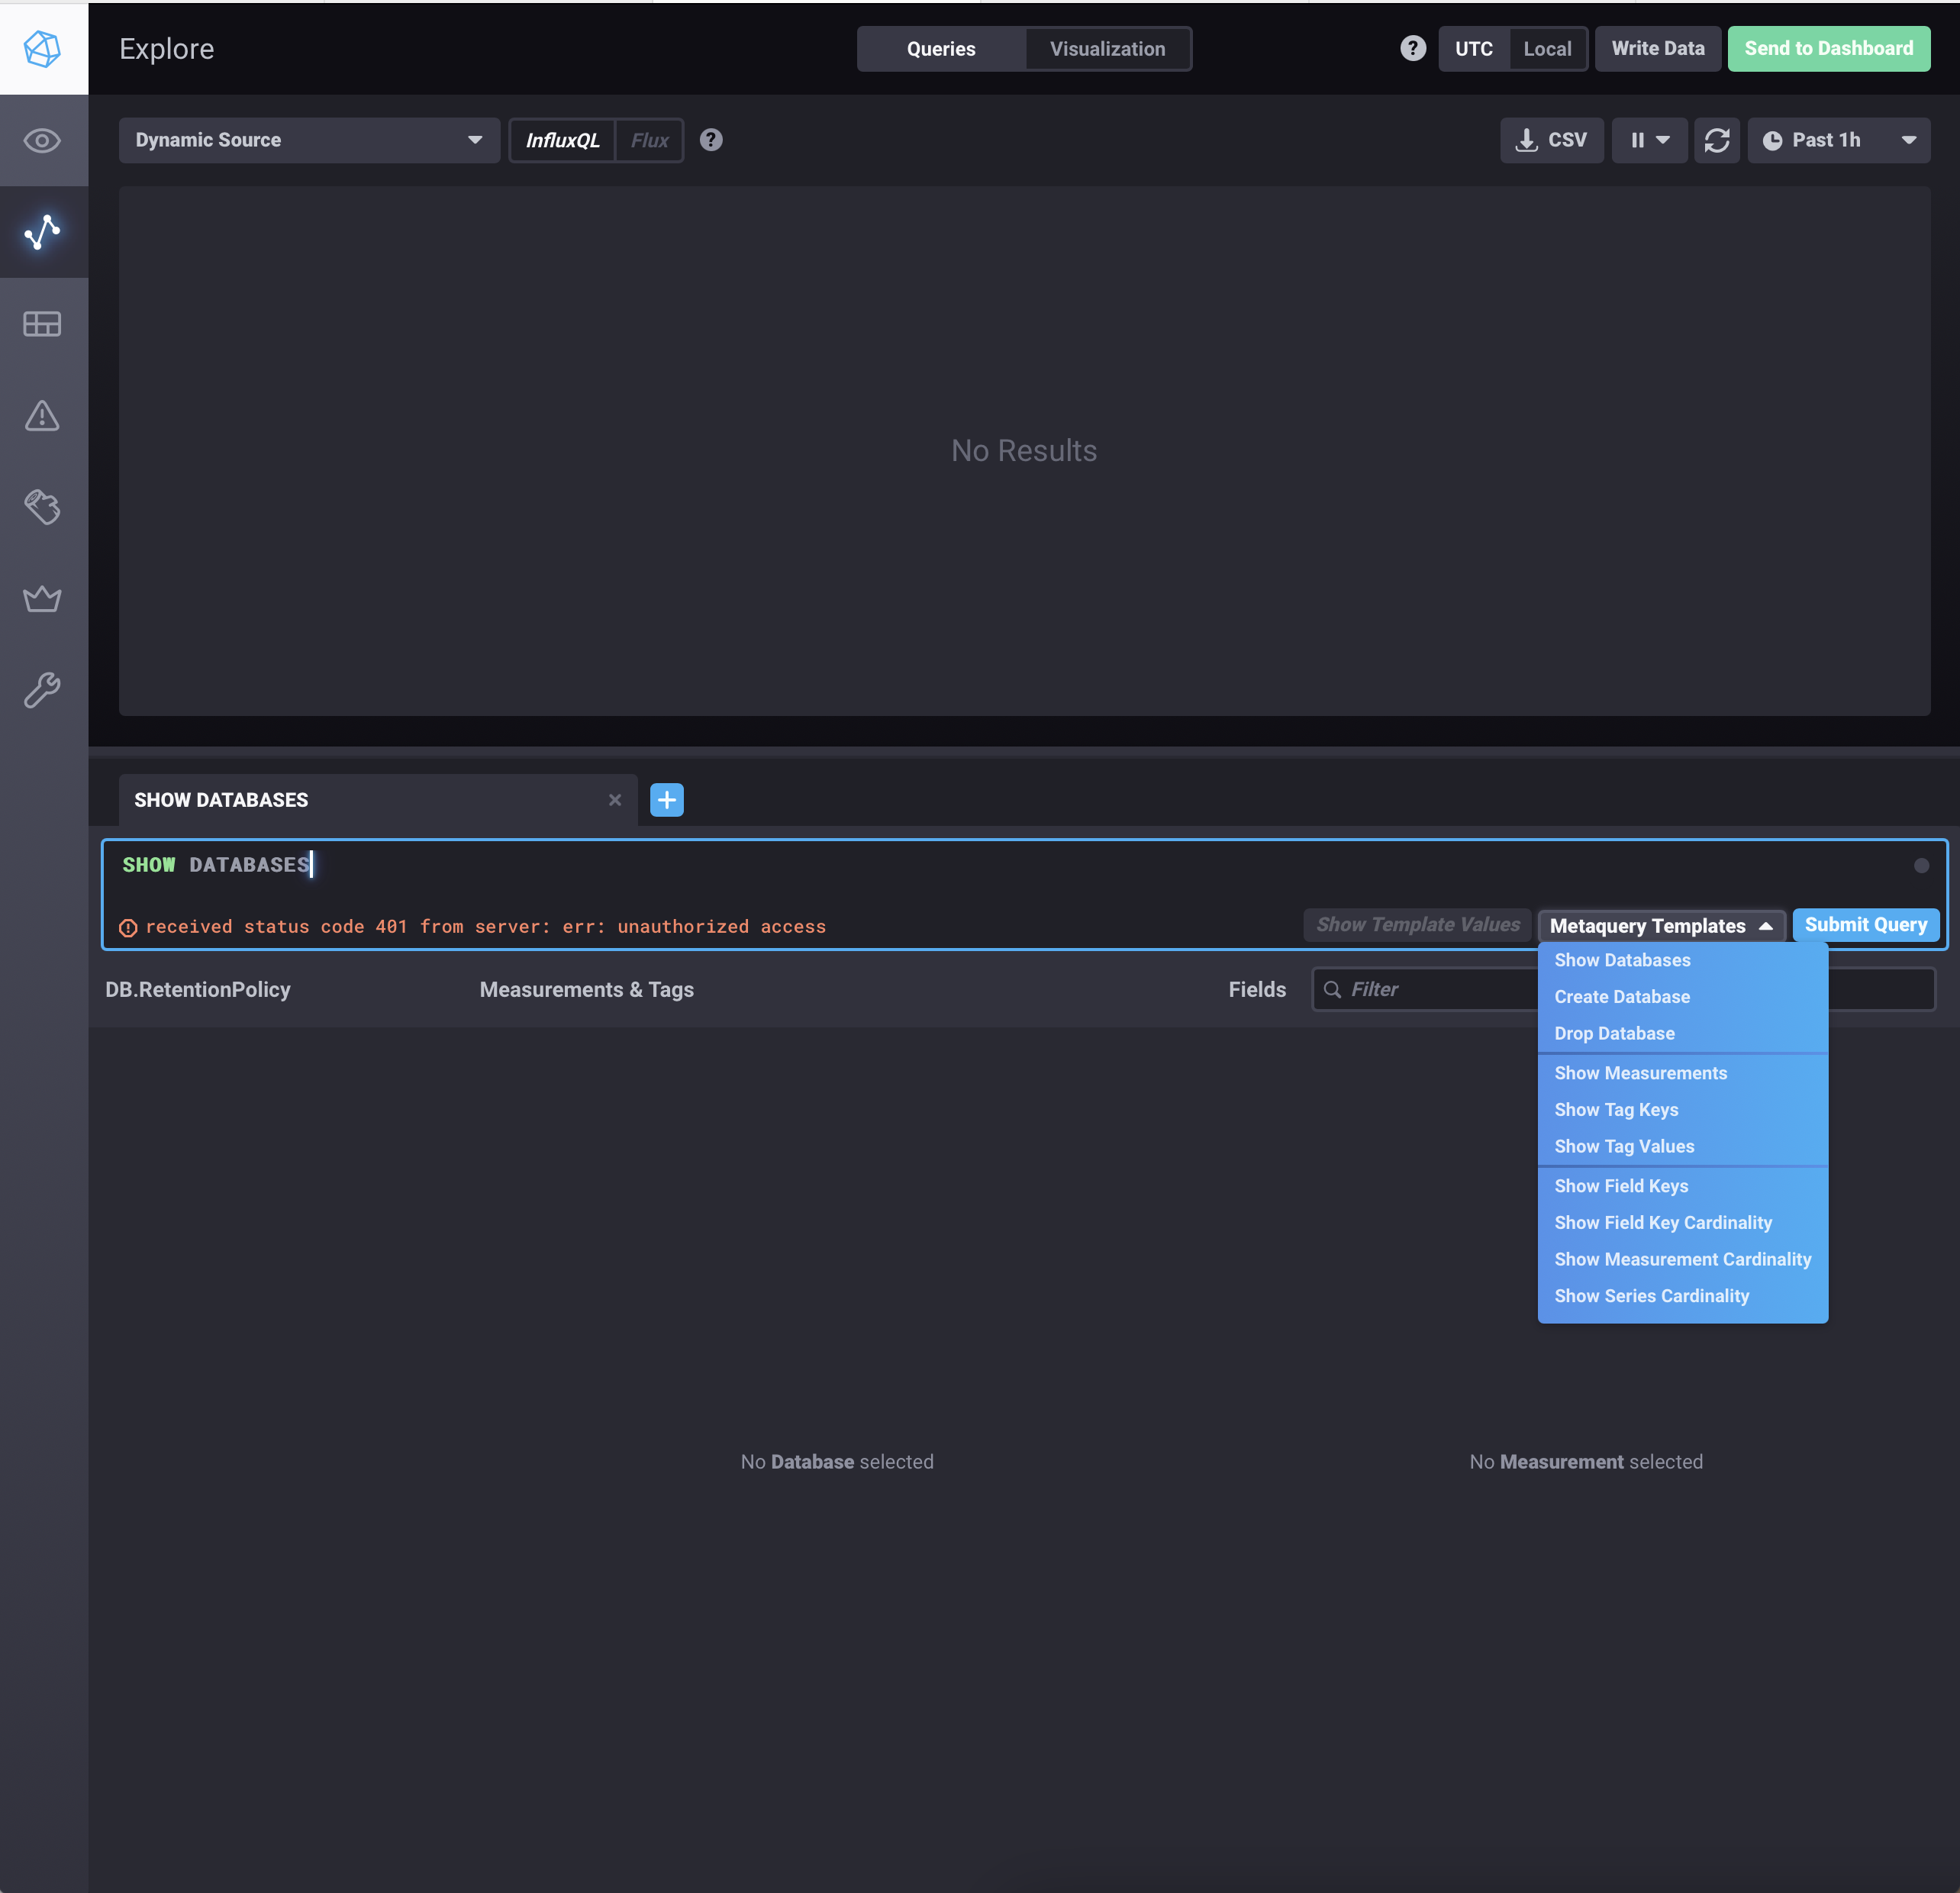 Explore
Queries Visualization
? UTC Local Write Data Send to Dashboard
Dynamic Source InfluxQL Flux ? CSV Past 1h
No Results
SHOW DATABASES × +
SHOW DATABASES
received status code 401 from server: err: unauthorized access
Show Template Values Metaquery Templates Submit Query
DB.RetentionPolicy Measurements & Tags Fields Filter
Show Databases
Create Database
Drop Database
Show Measurements
Show Tag Keys
Show Tag Values
Show Field Keys
Show Field Key Cardinality
Show Measurement Cardinality
Show Series Cardinality
No Database selected No Measurement selected